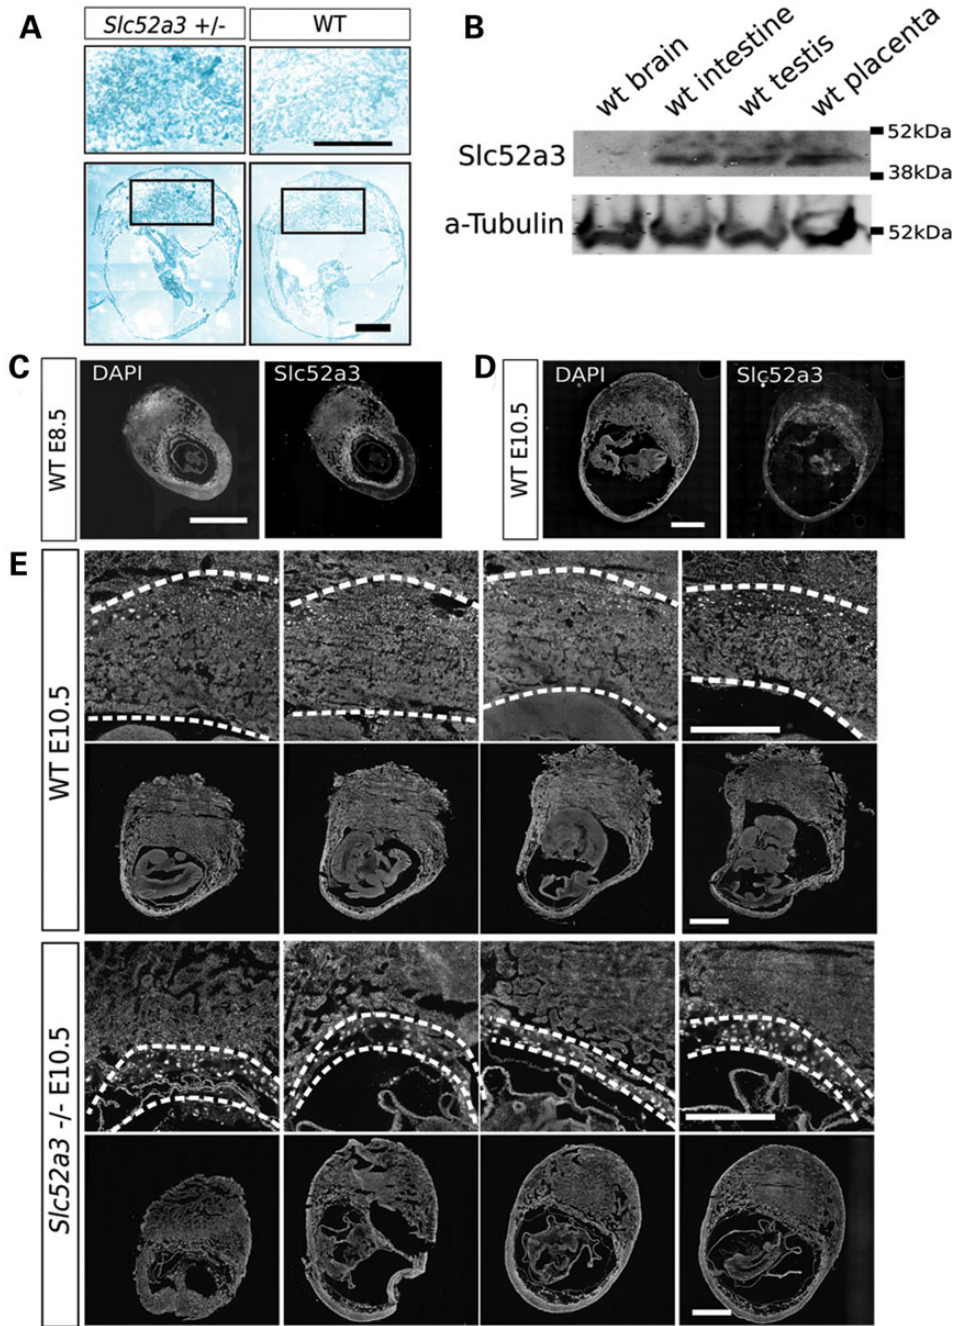 A
Slc52a3 +/-
WT
B
wt brain
wt intestine
wt testis
wt placenta
Slc52a3
52kDa
38kDa
a-Tubulin
52kDa
C
WT E8.5
DAPI
Slc52a3
D
WT E10.5
DAPI
Slc52a3
E
WT E10.5
Slc52a3 -/- E10.5